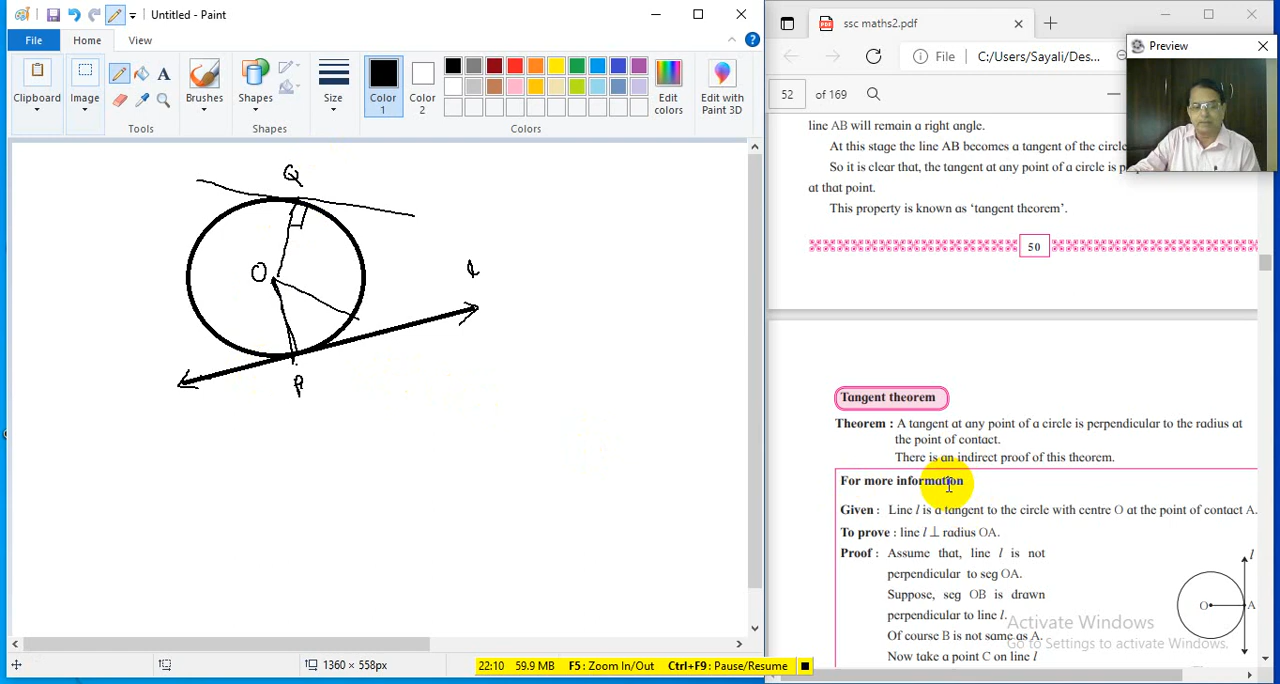 Untitled - Paint
File
Home
View
Clipboard
Image
Tools
Brushes
Shapes
Shapes
Size
Color
1
Color
2
Edit
colors
Edit with
Paint 3D
Colors
Q
O
l
P
1360 × 558px
22:10 59.9 MB F5: Zoom In/Out Ctrl+F9: Pause/Resume
ssc maths2.pdf
File
C:/Users/Sayali/Des...
Preview
52 of 169
line AB will remain a right angle.
At this stage the line AB becomes a tangent of the circle
So it is clear that, the tangent at any point of a circle is
at that point.
This property is known as ‘tangent theorem’.
50
Tangent theorem
Theorem : A tangent at any point of a circle is perpendicular to the radius at
the point of contact.
There is an indirect proof of this theorem.
For more information
Given : Line l is a tangent to the circle with centre O at the point of contact A.
To prove : line l ⊥ radius OA.
Proof : Assume that, line l is not
perpendicular to seg OA.
Suppose, seg OB is drawn
perpendicular to line l.
Of course B is not same as A.
Now take a point C on line l
l
O
A
Activate Windows
Go to Settings to activate Windows.